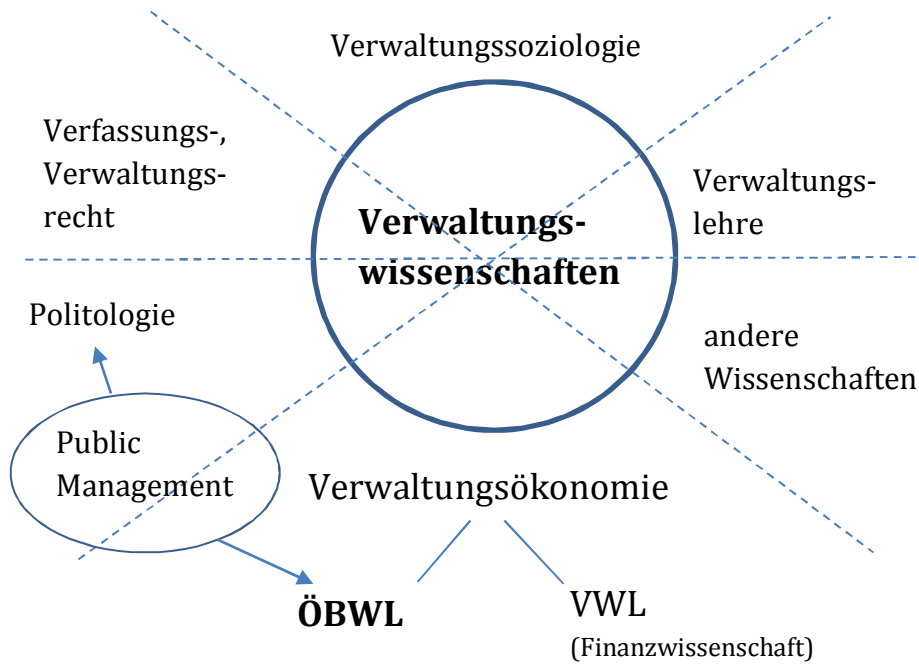 Verwaltungssoziologie
Verfassungs-,
Verwaltungs-
recht
Verwaltungs-
wissenschaften
Verwaltungs-
lehre
Politologie
andere
Wissenschaften
Public
Management
Verwaltungsökonomie
ÖBWL
VWL
(Finanzwissenschaft)